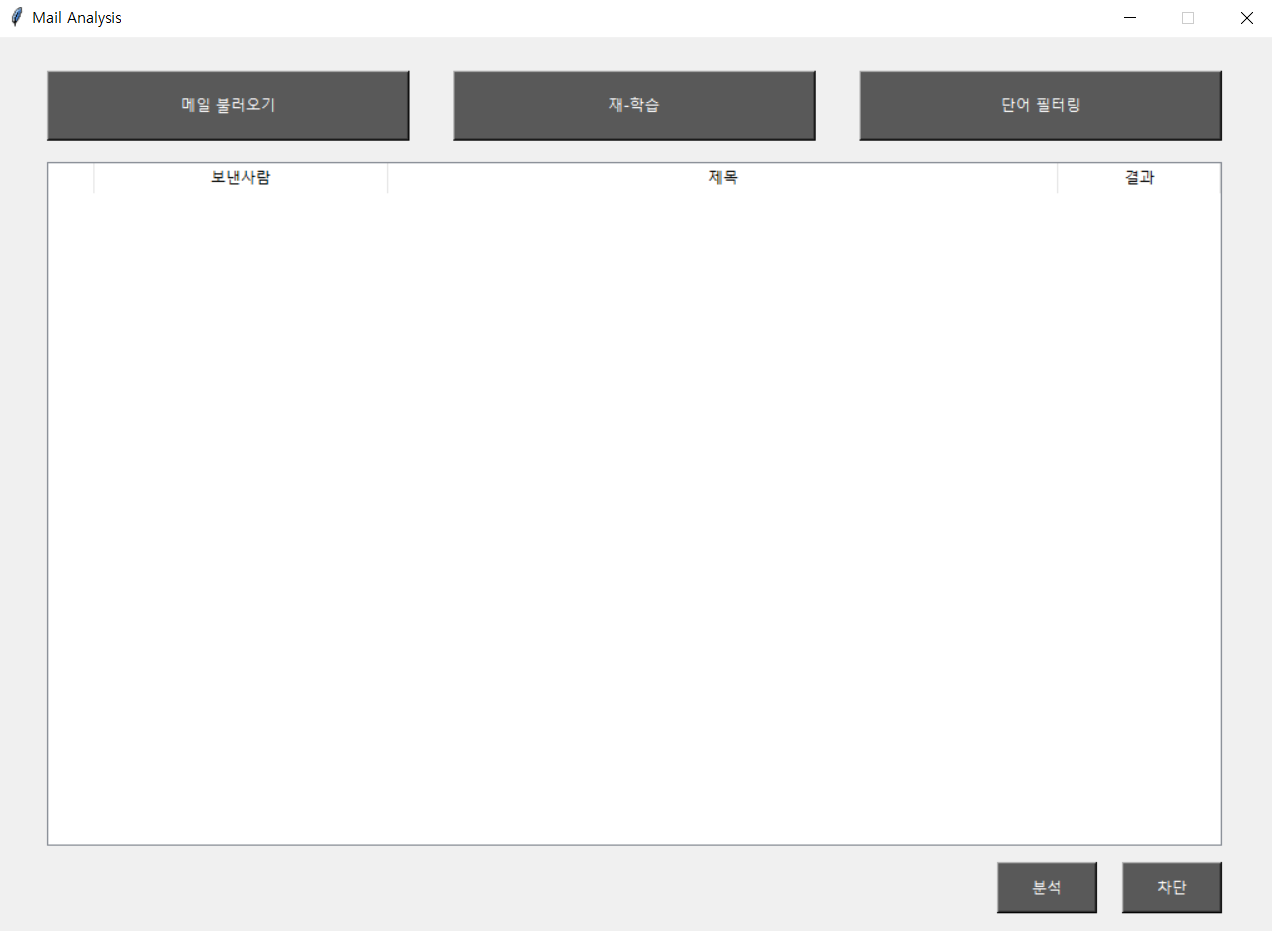 Mail Analysis
메일 불러오기 재-학습 단어 필터링
보낸사람 제목 결과
분석 차단